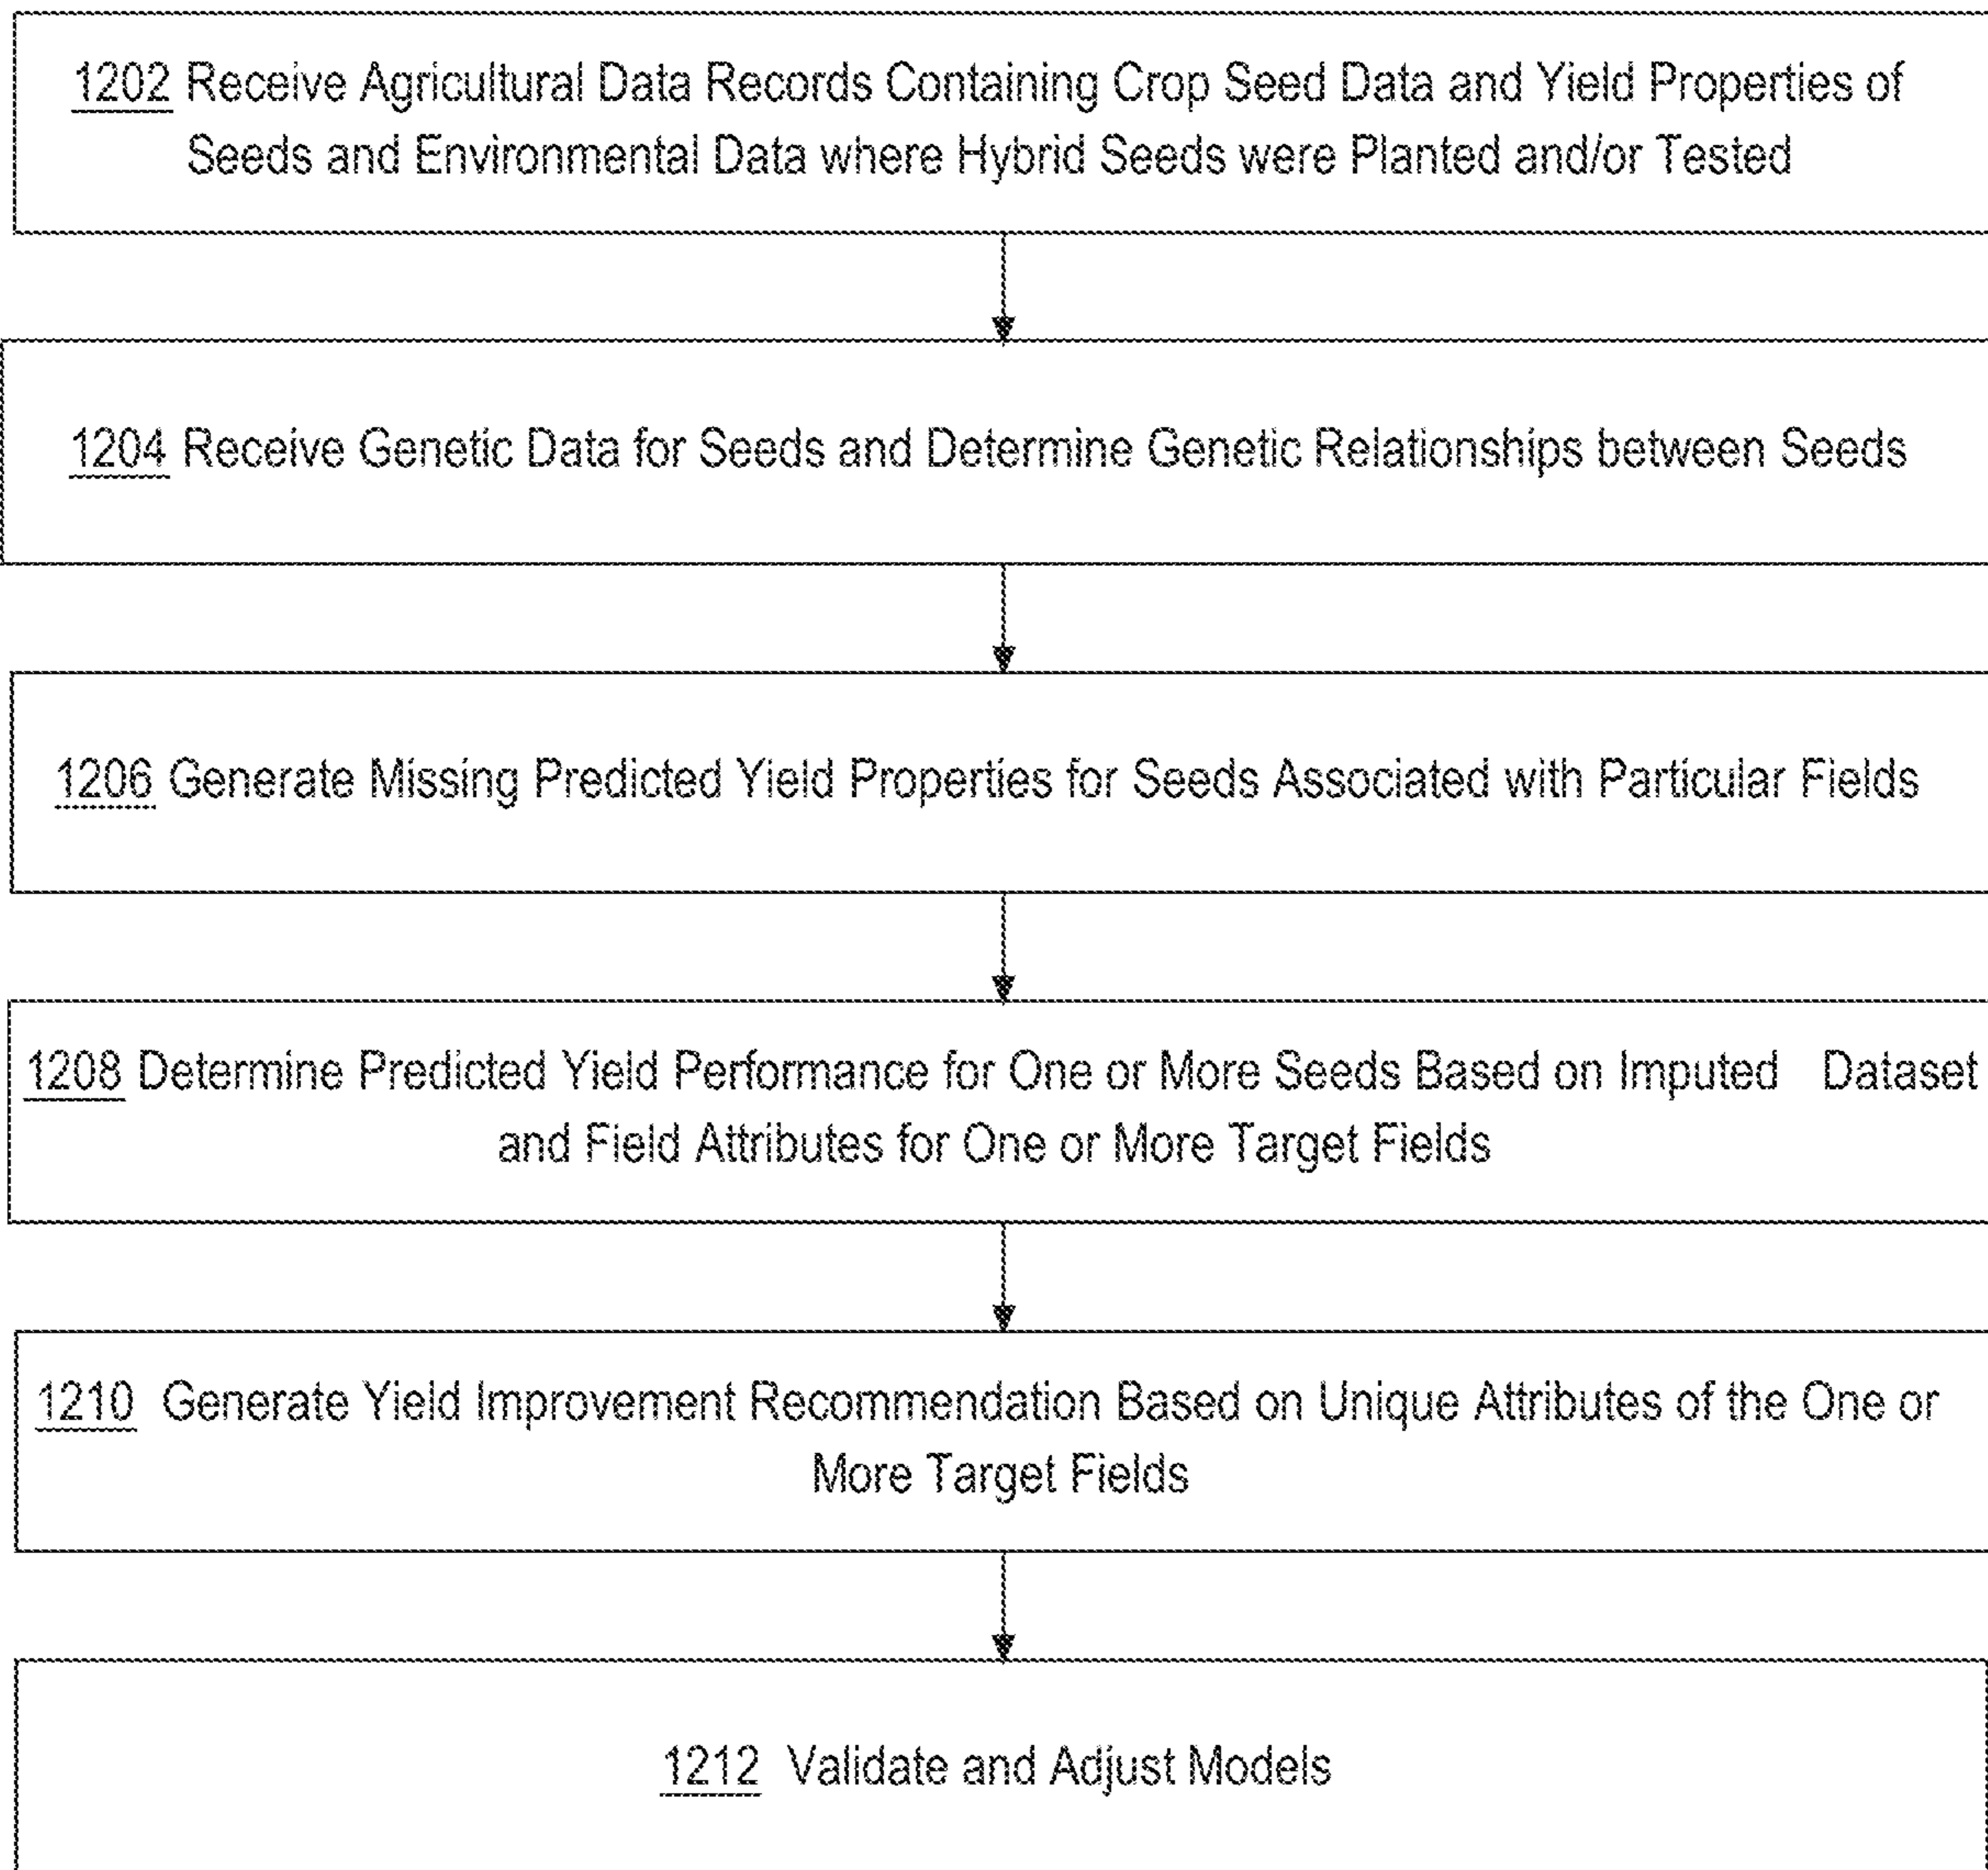 1202 Receive Agricultural Data Records Containing Crop Seed Data and Yield Properties of
Seeds and Environmental Data where Hybrid Seeds were Planted and/or Tested
1204 Receive Genetic Data for Seeds and Determine Genetic Relationships between Seeds
1206 Generate Missing Predicted Yield Properties for Seeds Associated with Particular Fields
1208 Determine Predicted Yield Performance for One or More Seeds Based on Imputed Dataset
and Field Attributes for One or More Target Fields
1210 Generate Yield Improvement Recommendation Based on Unique Attributes of the One or
More Target Fields
1212 Validate and Adjust Models